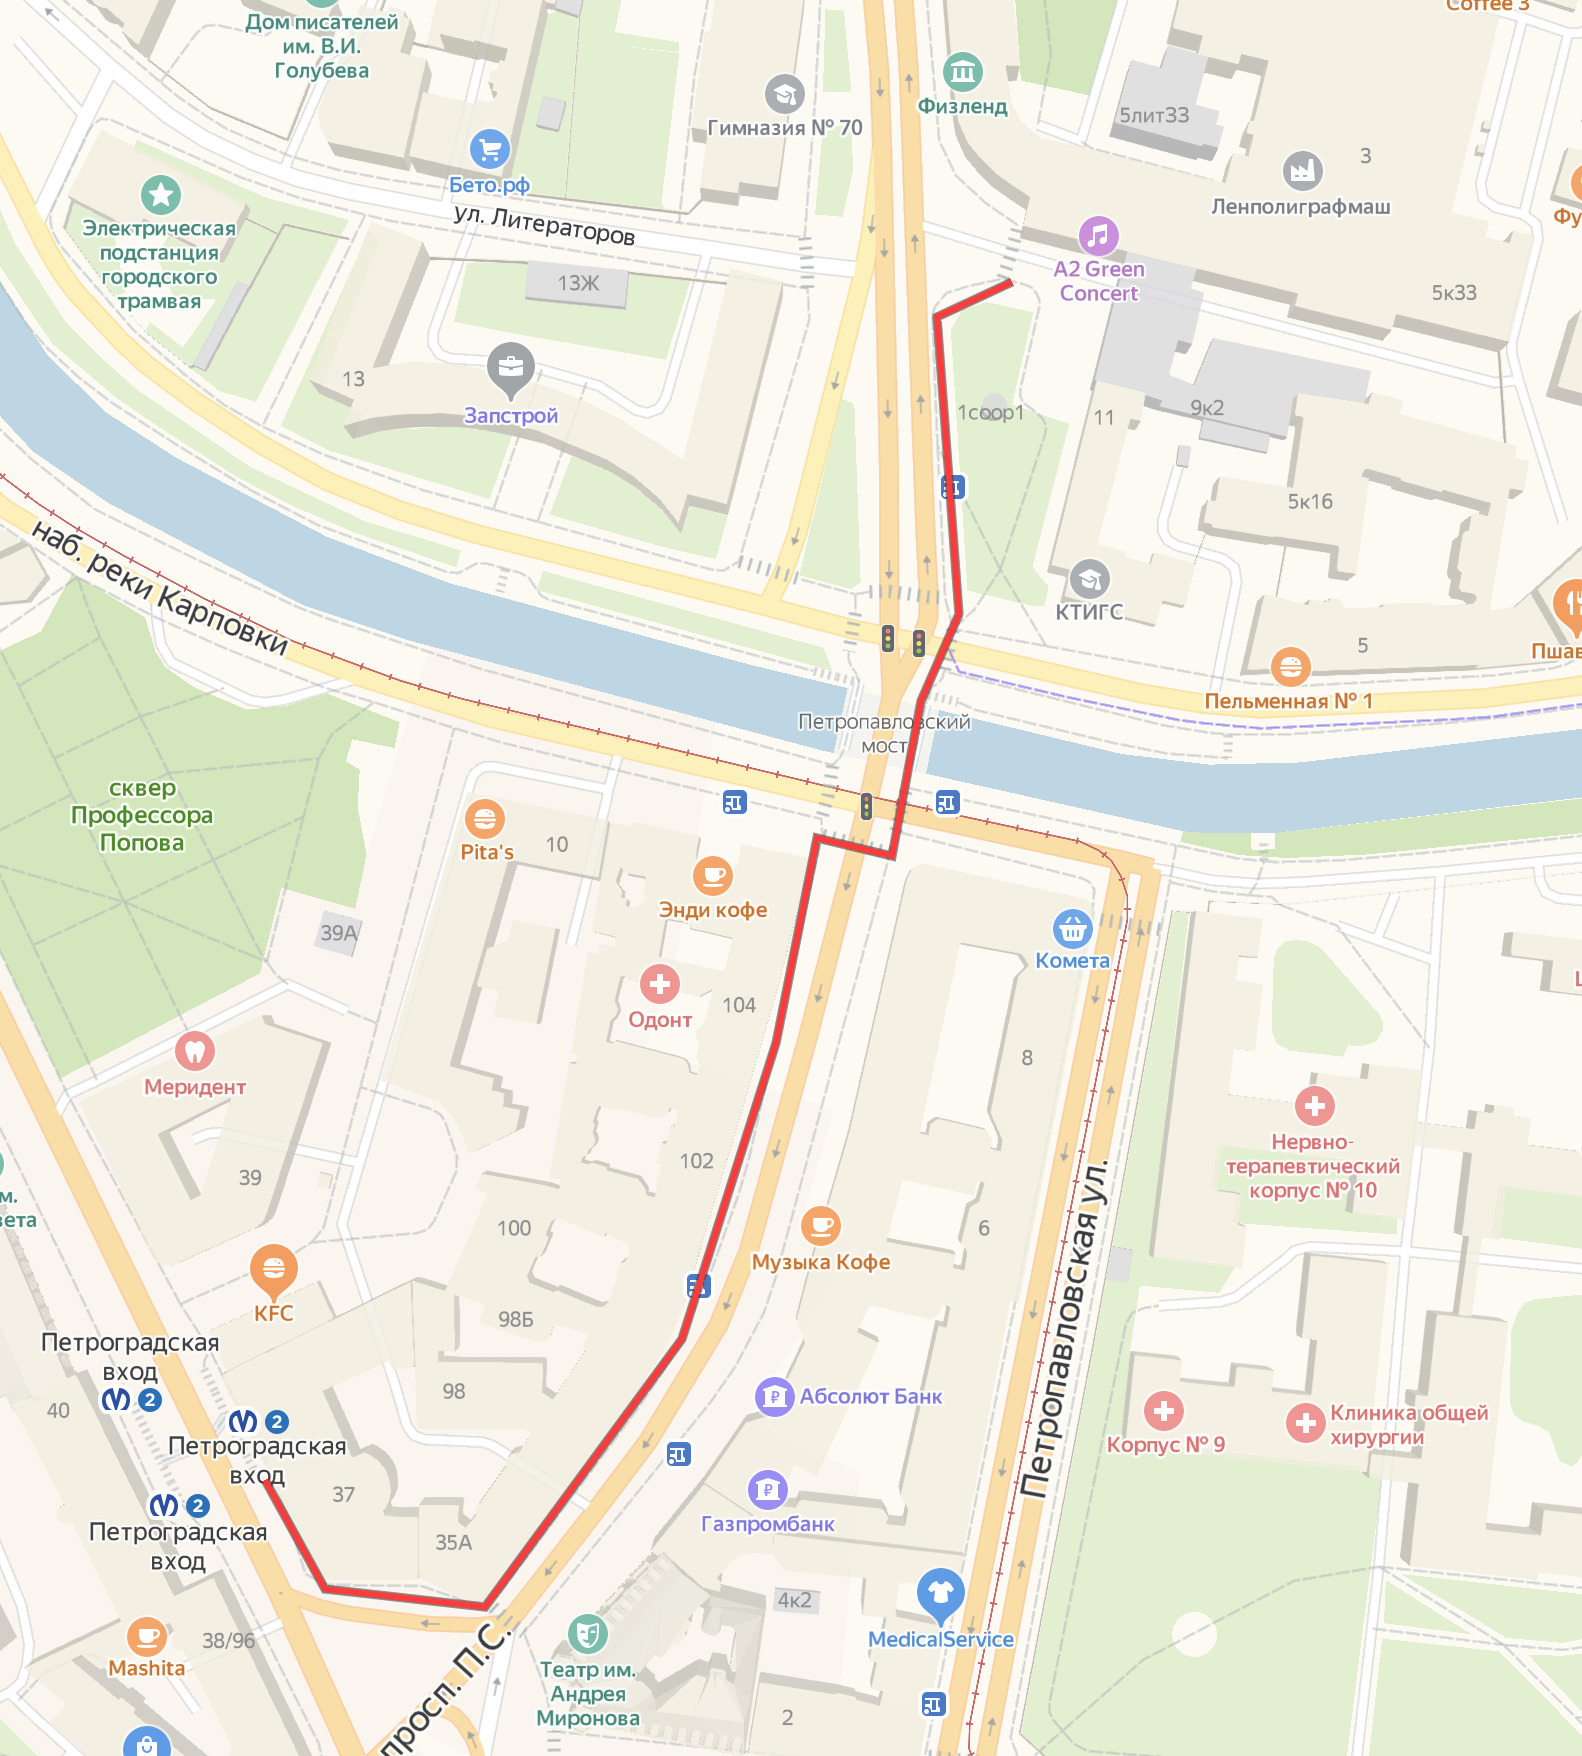 Coffee 3
Дом писателей
им. В.И.
Голубева
Физленд
Гимназия № 70
5лит33
3
Ленполиграфмаш
Бето.рф
ул. Литераторов
Электрическая
подстанция
городского
трамвая
13Ж
A2 Green
Concert
5к33
13
Запстрой
1соор1
11
9к2
5к16
наб. реки Карповки
КТИГС
5
Пельменная № 1
Петропавловский
мост
сквер
Профессора
Попова
Pita's
10
Энди кофе
39А
Комета
Одонт
104
8
Меридент
102
Нервно-
терапевтический
корпус № 10
39
100
6
Музыка Кофе
KFC
98Б
Петроградская
вход
2
98
Абсолют Банк
40
2
Петроградская
вход
Петропавловская ул.
Корпус № 9
Клиника общей
хирургии
37
2
Петроградская
вход
Газпромбанк
35А
4к2
MedicalService
38/96
Mashita
просп. П.С.
Театр им.
Андрея
Миронова
2